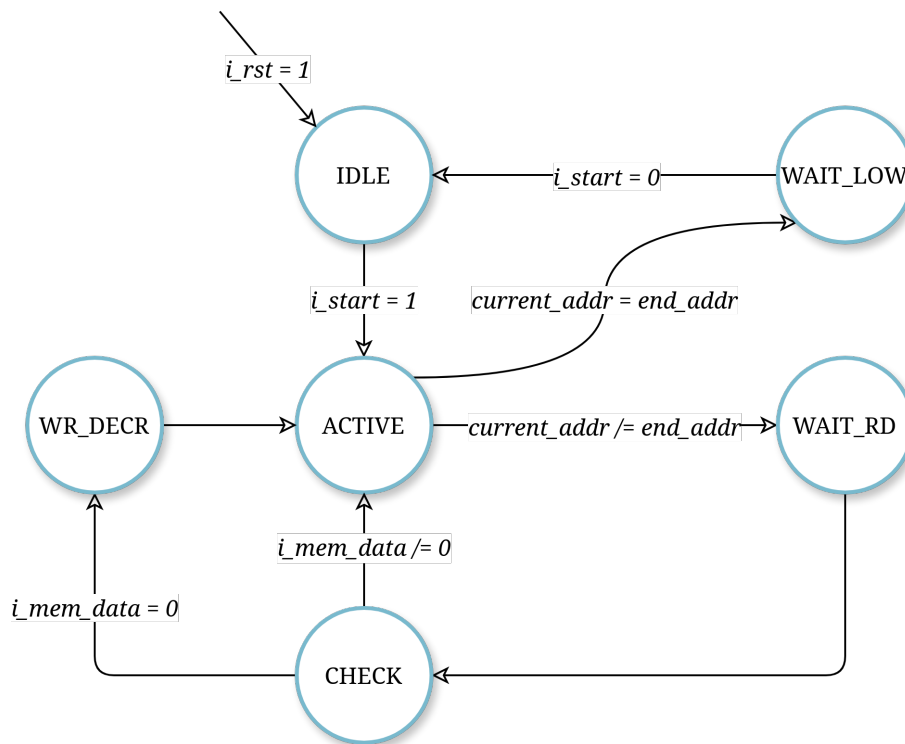 i_rst = 1
IDLE
i_start = 0
WAIT_LOW
i_start = 1
current_addr = end_addr
WR_DECR
ACTIVE
current_addr /= end_addr
WAIT_RD
i_mem_data /= 0
i_mem_data = 0
CHECK